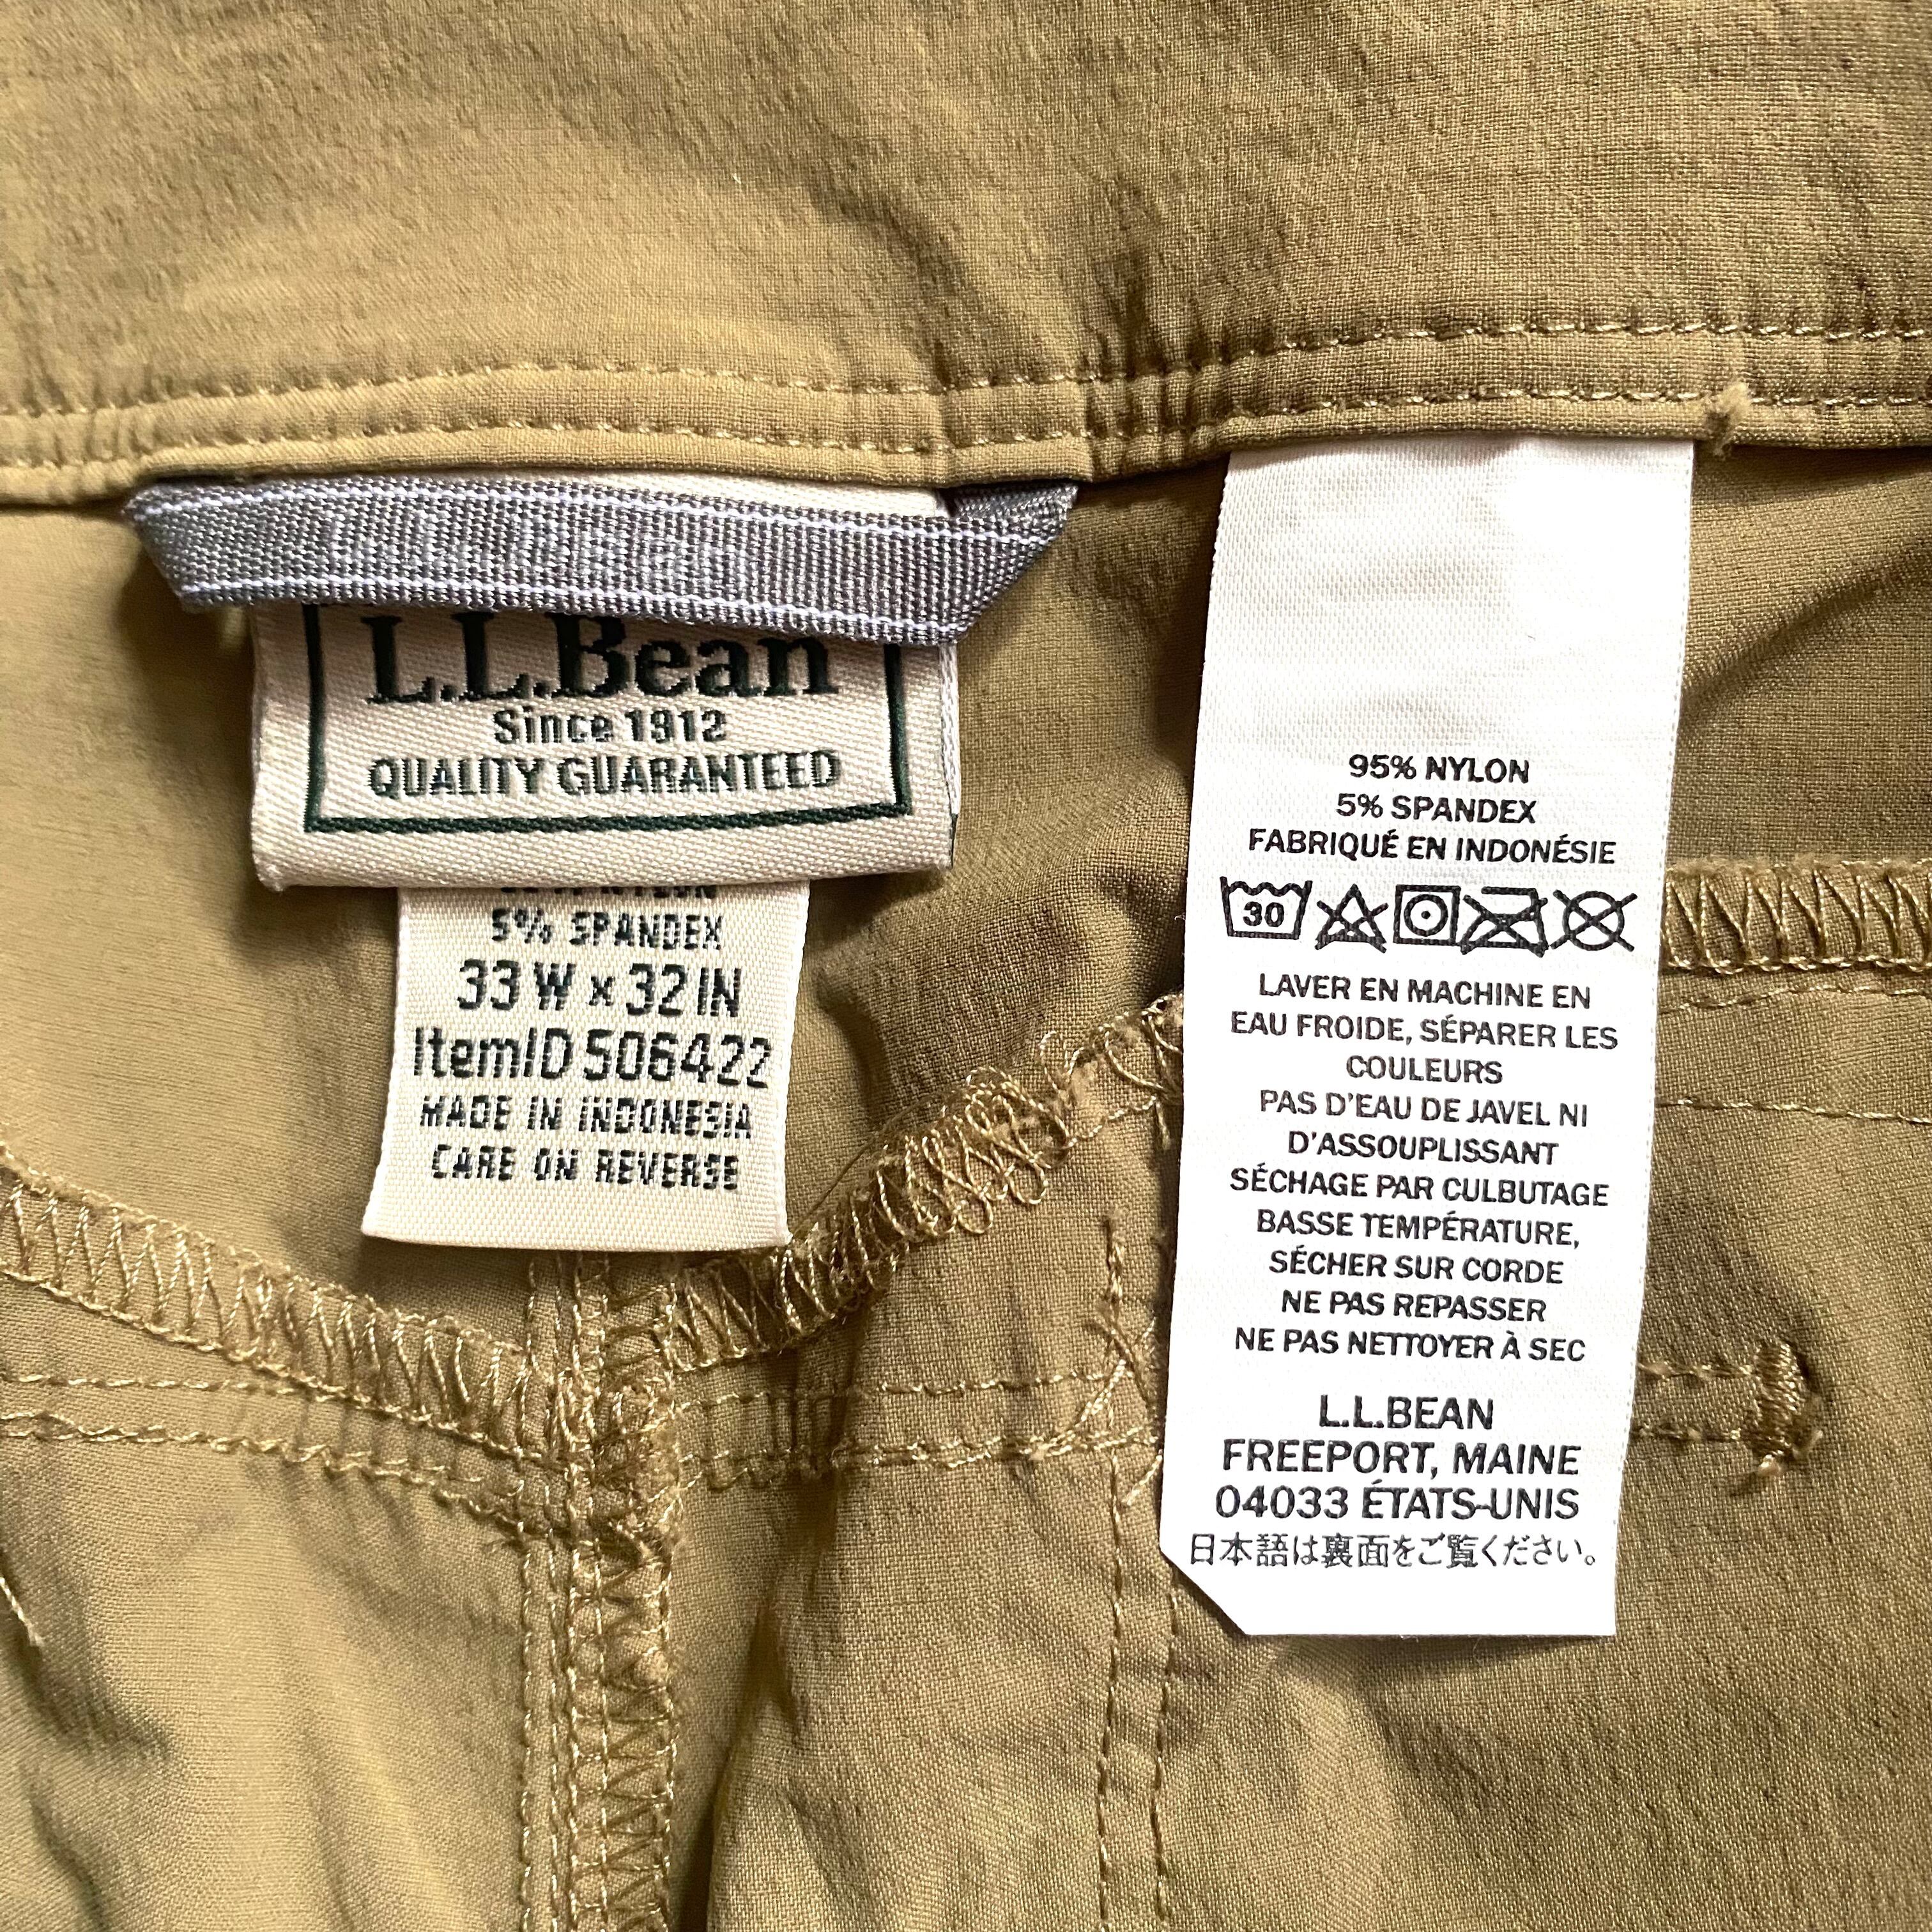 L.L.Bean
L.L.Bean
Since 1912
QUALITY GUARANTEED
NYLON
5% SPANDEX
33 W x 32 IN
ItemID 506422
MADE IN INDONESIA
CARE ON REVERSE
95% NYLON
5% SPANDEX
FABRIQUÉ EN INDONÉSIE
30
LAVER EN MACHINE EN
EAU FROIDE, SÉPARER LES
COULEURS
PAS D'EAU DE JAVEL NI
D'ASSOUPLISSANT
SÉCHAGE PAR CULBUTAGE
BASSE TEMPÉRATURE,
SÉCHER SUR CORDE
NE PAS REPASSER
NE PAS NETTOYER À SEC
L.L.BEAN
FREEPORT, MAINE
04033 ÉTATS-UNIS
日本語は裏面をご覧ください。